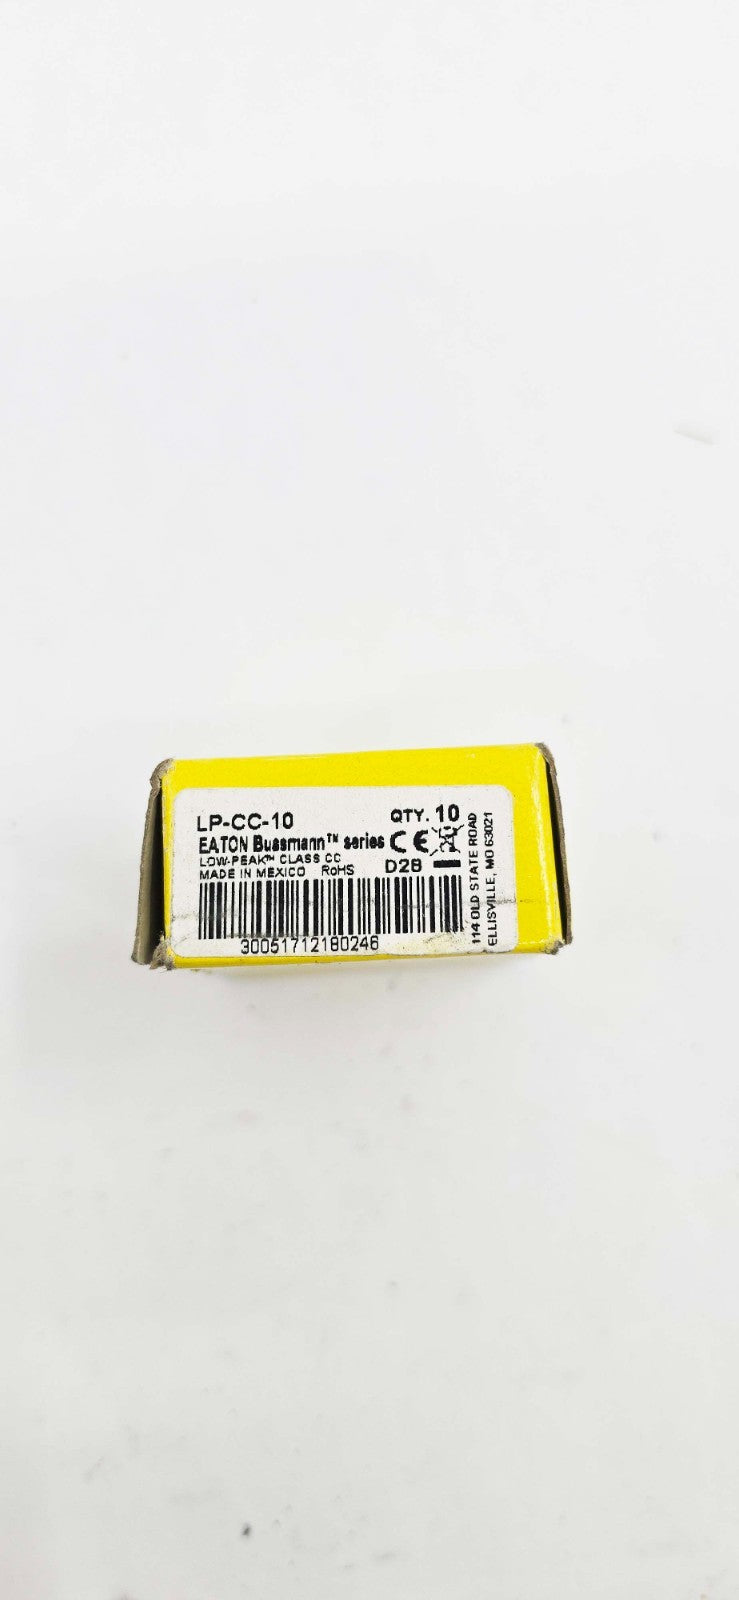 LP-CC-10 QTY. 10
EATON Bussmann™ series CE
LOW-PEAK™ CLASS CC
MADE IN MEXICO RoHS D28
30051712180246
114 OLD STATE ROAD
ELLISVILLE, MO 63021